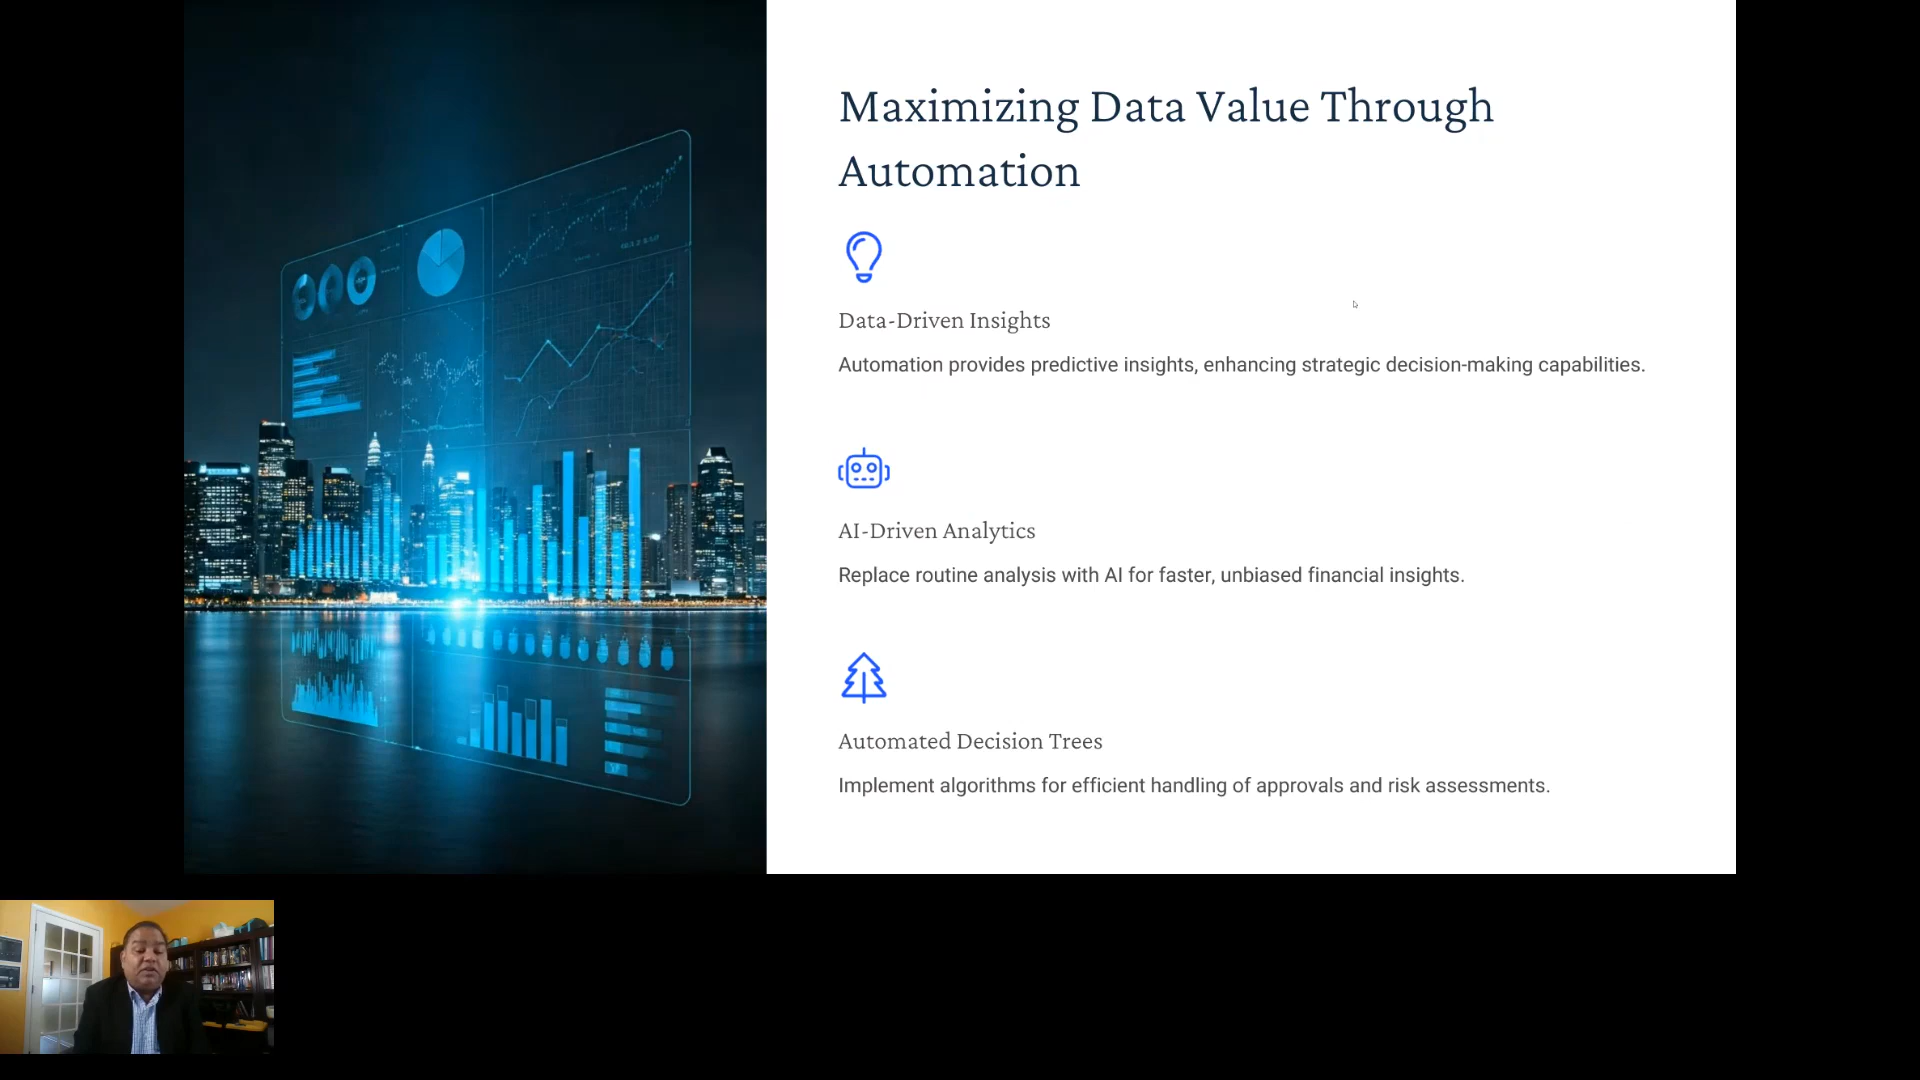 Maximizing Data Value Through
Automation
Data-Driven Insights
Automation provides predictive insights, enhancing strategic decision-making capabilities.
AI-Driven Analytics
Replace routine analysis with AI for faster, unbiased financial insights.
Automated Decision Trees
Implement algorithms for efficient handling of approvals and risk assessments.